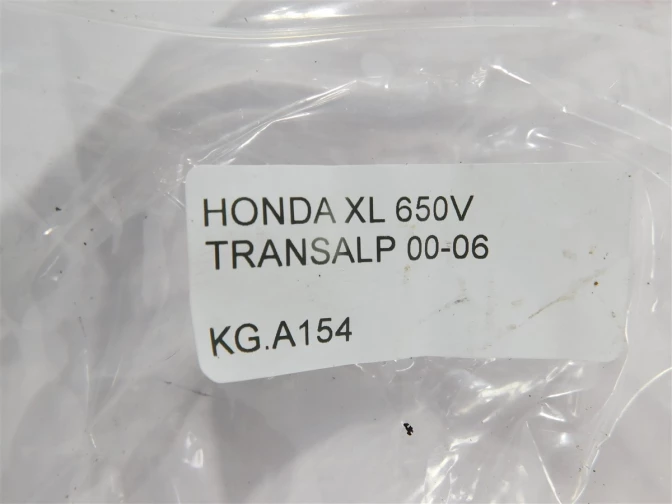 HONDA XL 650V
TRANSALP 00-06
KG.A154